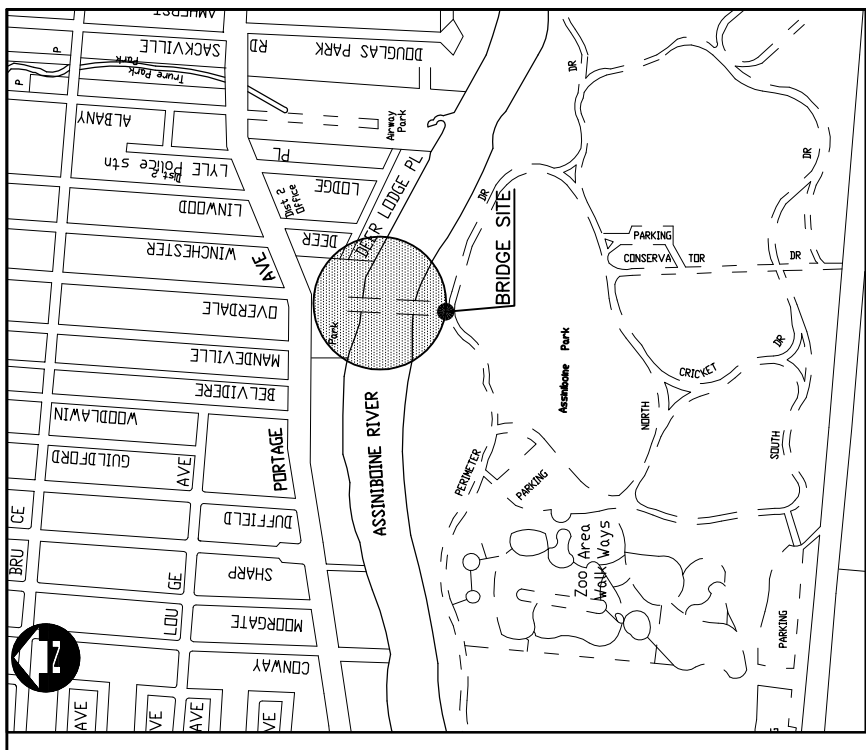 AMHERST
SACKVILLE
RD
DOUGLAS PARK
P
P
Truro Park
Park
ALBANY
Airway
Park
PL
LYLE
Police stn
Dist 2
LODGE
Dist 2
Office
LINWOOD
DEER
DEER LODGE PL
WINCHESTER
AVE
OVERDALE
Park
MANDEVILLE
BELVIDERE
WOODLAWN
GUILDFORD
AVE
PORTAGE
ASSINIBOINE RIVER
DUFFIELD
BRU
CE
SHARP
LOU
GE
MOORGATE
CONWAY
N
AVE
VE
AVE
VE
BRIDGE SITE
DR
DR
DR
PARKING
CONSERVA
TOR
DR
Assiniboine Park
DR
CRICKET
NORTH
SOUTH
PERIMETER
PARKING
Zoo Area
Walk Ways
PARKING